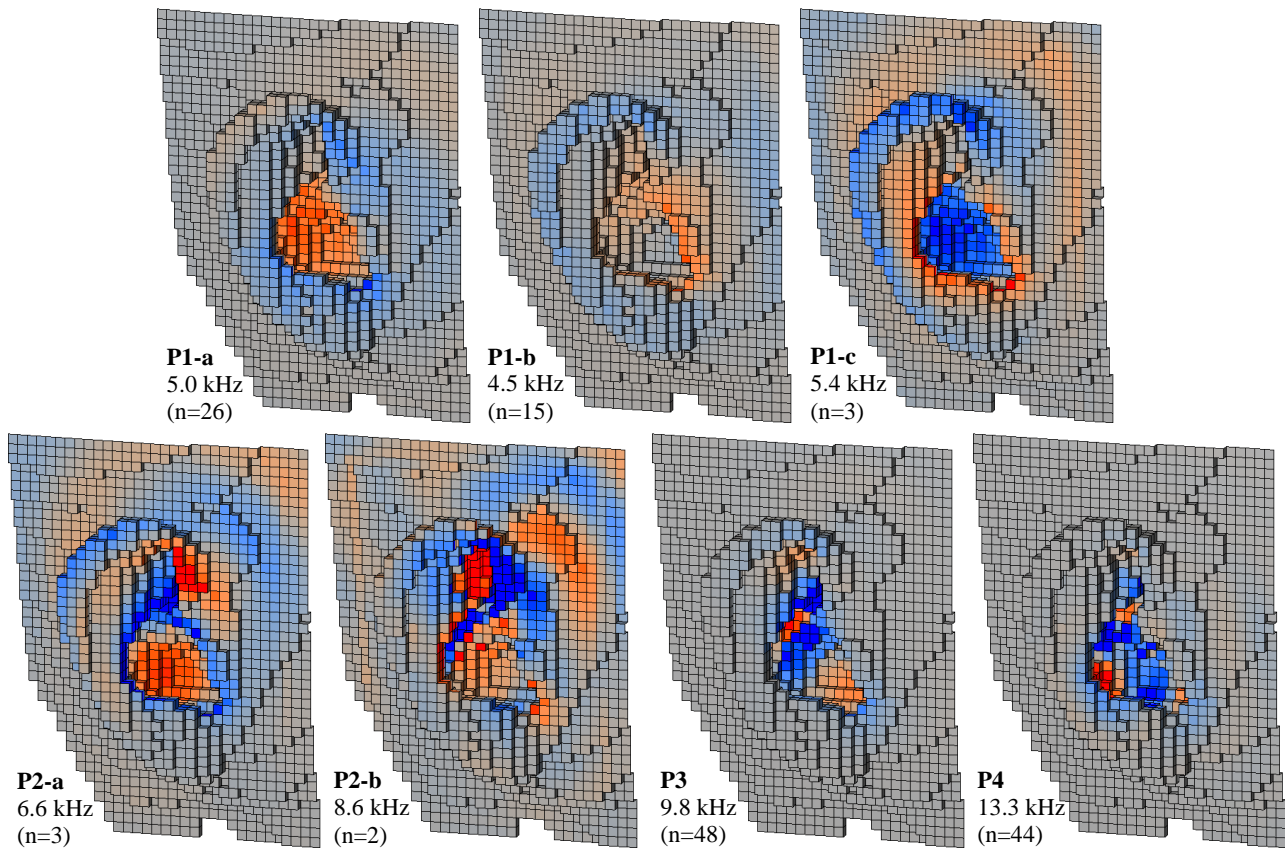 P1-a
5.0 kHz
(n=26)
P1-b
4.5 kHz
(n=15)
P1-c
5.4 kHz
(n=3)
P2-a
6.6 kHz
(n=3)
P2-b
8.6 kHz
(n=2)
P3
9.8 kHz
(n=48)
P4
13.3 kHz
(n=44)